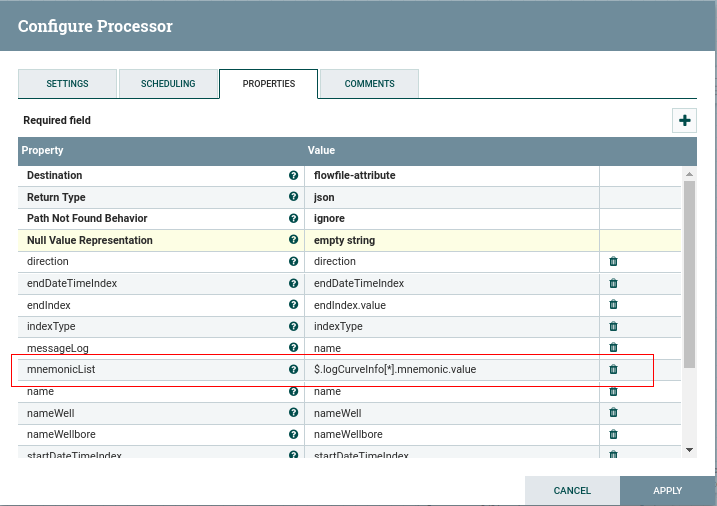 Configure Processor
SETTINGS SCHEDULING PROPERTIES COMMENTS
Required field
Property Value
Destination flowfile-attribute
Return Type json
Path Not Found Behavior ignore
Null Value Representation empty string
direction direction
endDateTimeIndex endDateTimeIndex
endIndex endIndex.value
indexType indexType
messageLog name
mnemonicList $.logCurveInfo[*].mnemonic.value
name name
nameWell nameWell
nameWellbore nameWellbore
startDateTimeIndex startDateTimeIndex
CANCEL APPLY